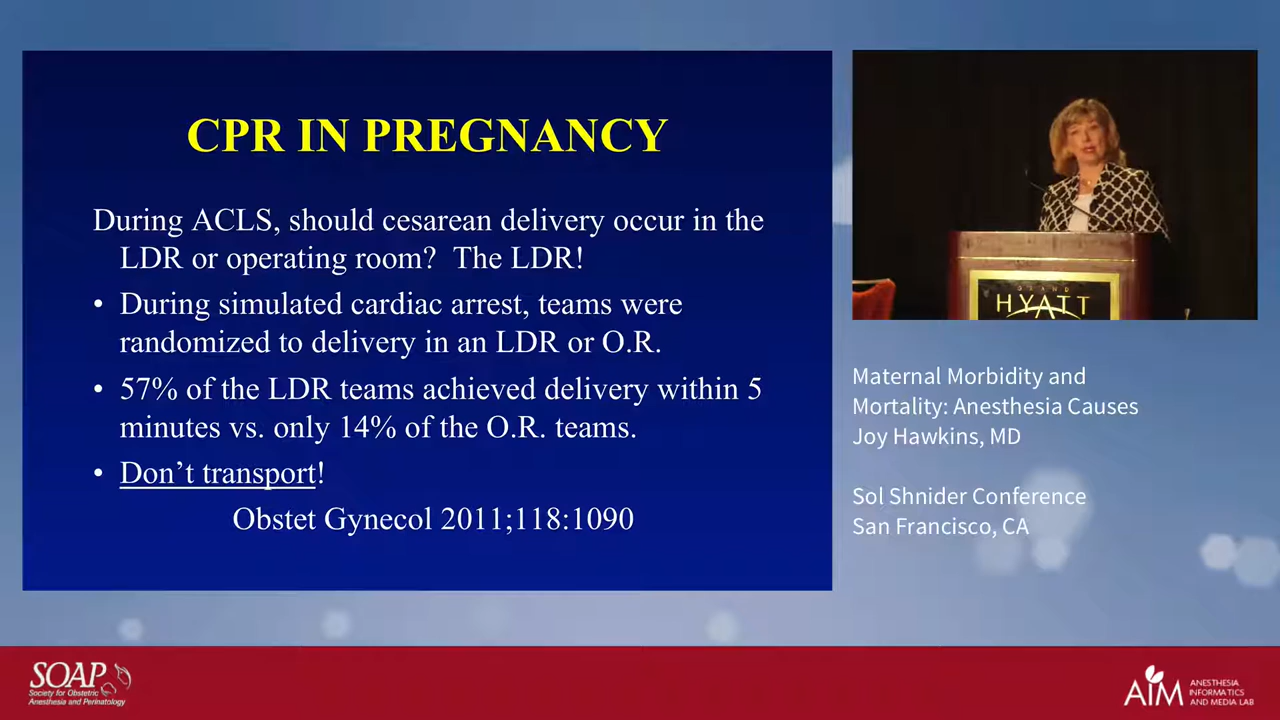 CPR IN PREGNANCY
During ACLS, should cesarean delivery occur in the
LDR or operating room? The LDR!
• During simulated cardiac arrest, teams were
randomized to delivery in an LDR or O.R.
• 57% of the LDR teams achieved delivery within 5
minutes vs. only 14% of the O.R. teams.
• Don't transport!
Obstet Gynecol 2011;118:1090
GRAND
HYATT
Maternal Morbidity and
Mortality: Anesthesia Causes
Joy Hawkins, MD
Sol Shnider Conference
San Francisco, CA
SOAP
Society for Obstetric
Anesthesia and Perinatology
AIM
ANESTHESIA
INFORMATICS
AND MEDIA LAB